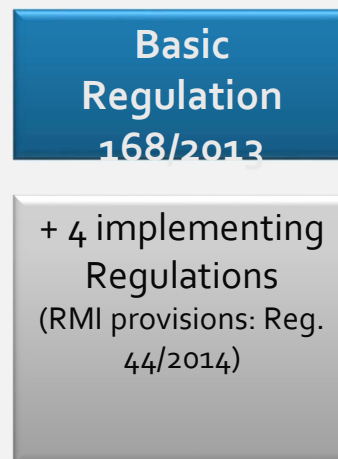 Basic
Regulation
168/2013
+ 4 implementing
Regulations
(RMI provisions: Reg.
44/2014)